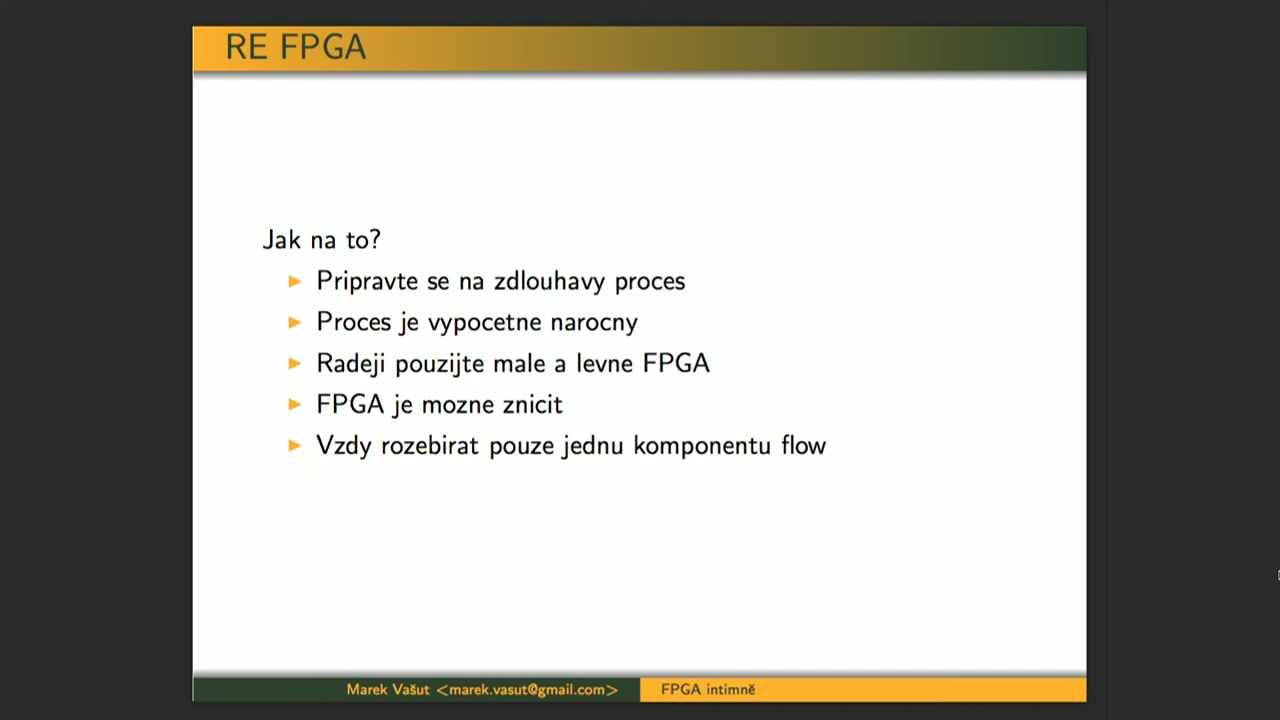 RE FPGA
Jak na to?
Pripravte se na zdlouhavy proces
Proces je vypocetne narocny
Radeji pouzijte male a levne FPGA
FPGA je mozne znicit
Vzdy rozebirat pouze jednu komponentu flow
Marek Vašut <marek.vasut@gmail.com>
FPGA intimně